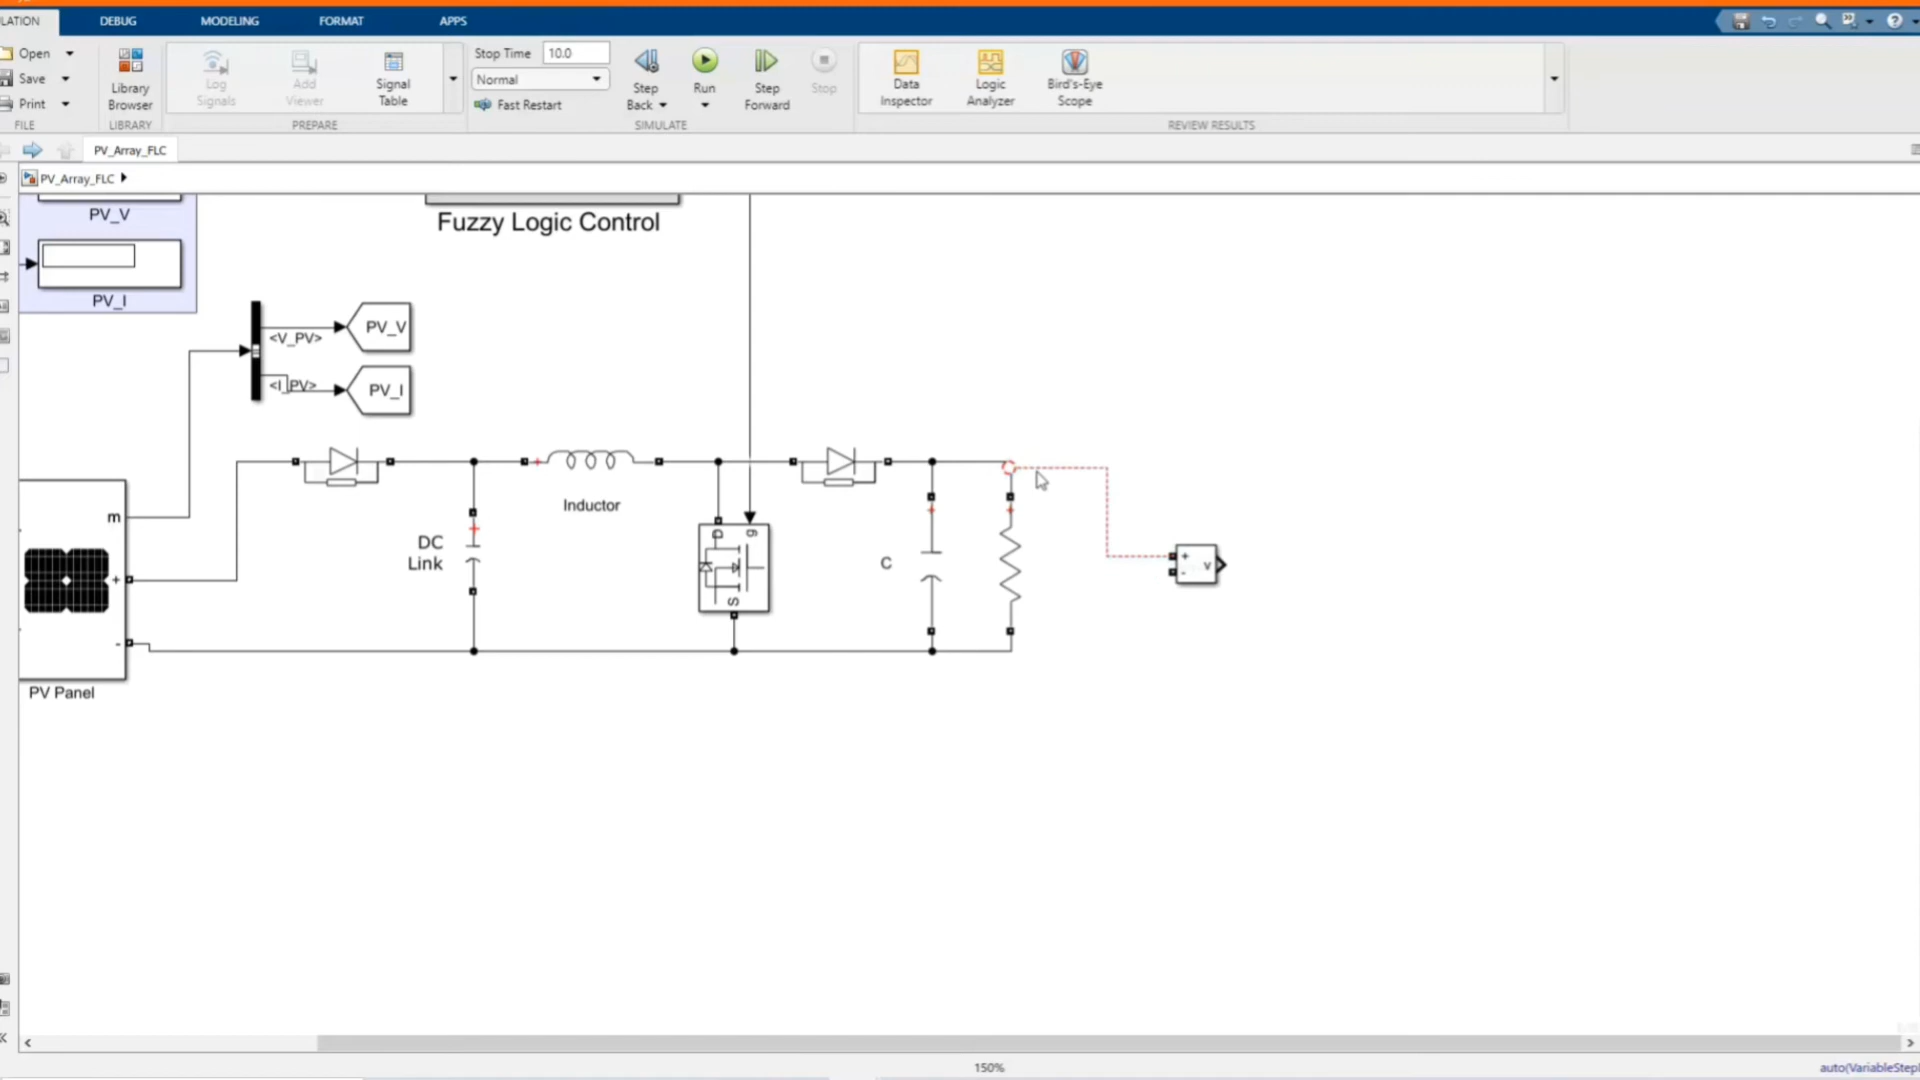 ULATION DEBUG MODELING FORMAT APPS
Open
Save
Print
FILE
Library Browser
LIBRARY
Log Signals
Add Viewer
Signal Table
PREPARE
Stop Time 10.0
Normal
Fast Restart
Step Back
Run
Step Forward
Stop
SIMULATE
Data Inspector
Logic Analyzer
Bird's-Eye Scope
REVIEW RESULTS
PV_Array_FLC
PV_Array_FLC
PV_V
PV_I
Fuzzy Logic Control
<V_PV>
PV_V
<I_PV>
PV_I
m
+
-
PV Panel
DC
Link
Inductor
D
g
S
C
+
-
v
150%
auto(VariableStepD